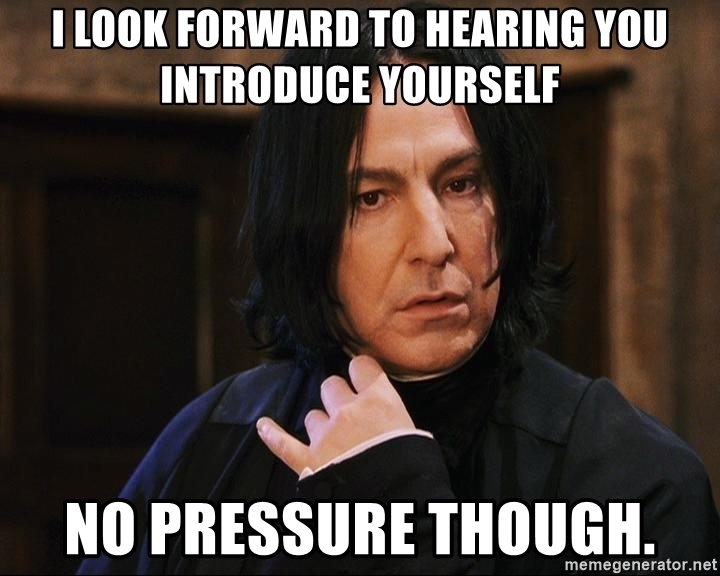 I LOOK FORWARD TO HEARING YOU
INTRODUCE YOURSELF
NO PRESSURE THOUGH.
memegenerator.net